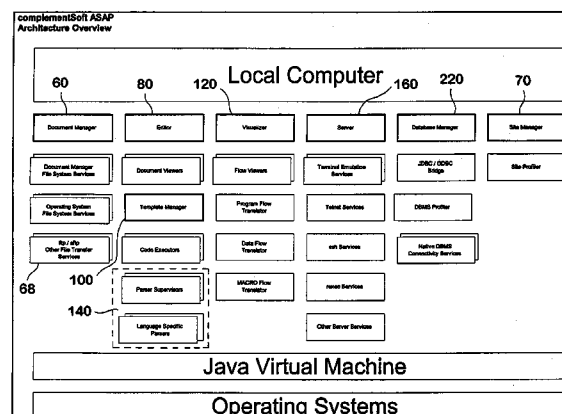 complementSoft ASAP
Architecture Overview
Local Computer
60
80
120
160
220
70
Document Manager
Editor
Visualizer
Server
Database Manager
Site Manager
Document Manager
File System Services
Document Viewers
Flow Viewers
Terminal Emulation
Services
JDBC / ODBC
Bridge
Site Profiler
Operating System
File System Services
Template Manager
Program Flow
Translator
Telnet Services
DBMS Profiler
ftp / sftp
Other File Transfer
Services
Code Executors
Data Flow
Translator
ssh Services
Native DBMS
Connectivity Services
68
100
140
Parser Supervisors
MACRO Flow
Translator
Language Specific
Parsers
Other Server Services
Java Virtual Machine
Operating Systems